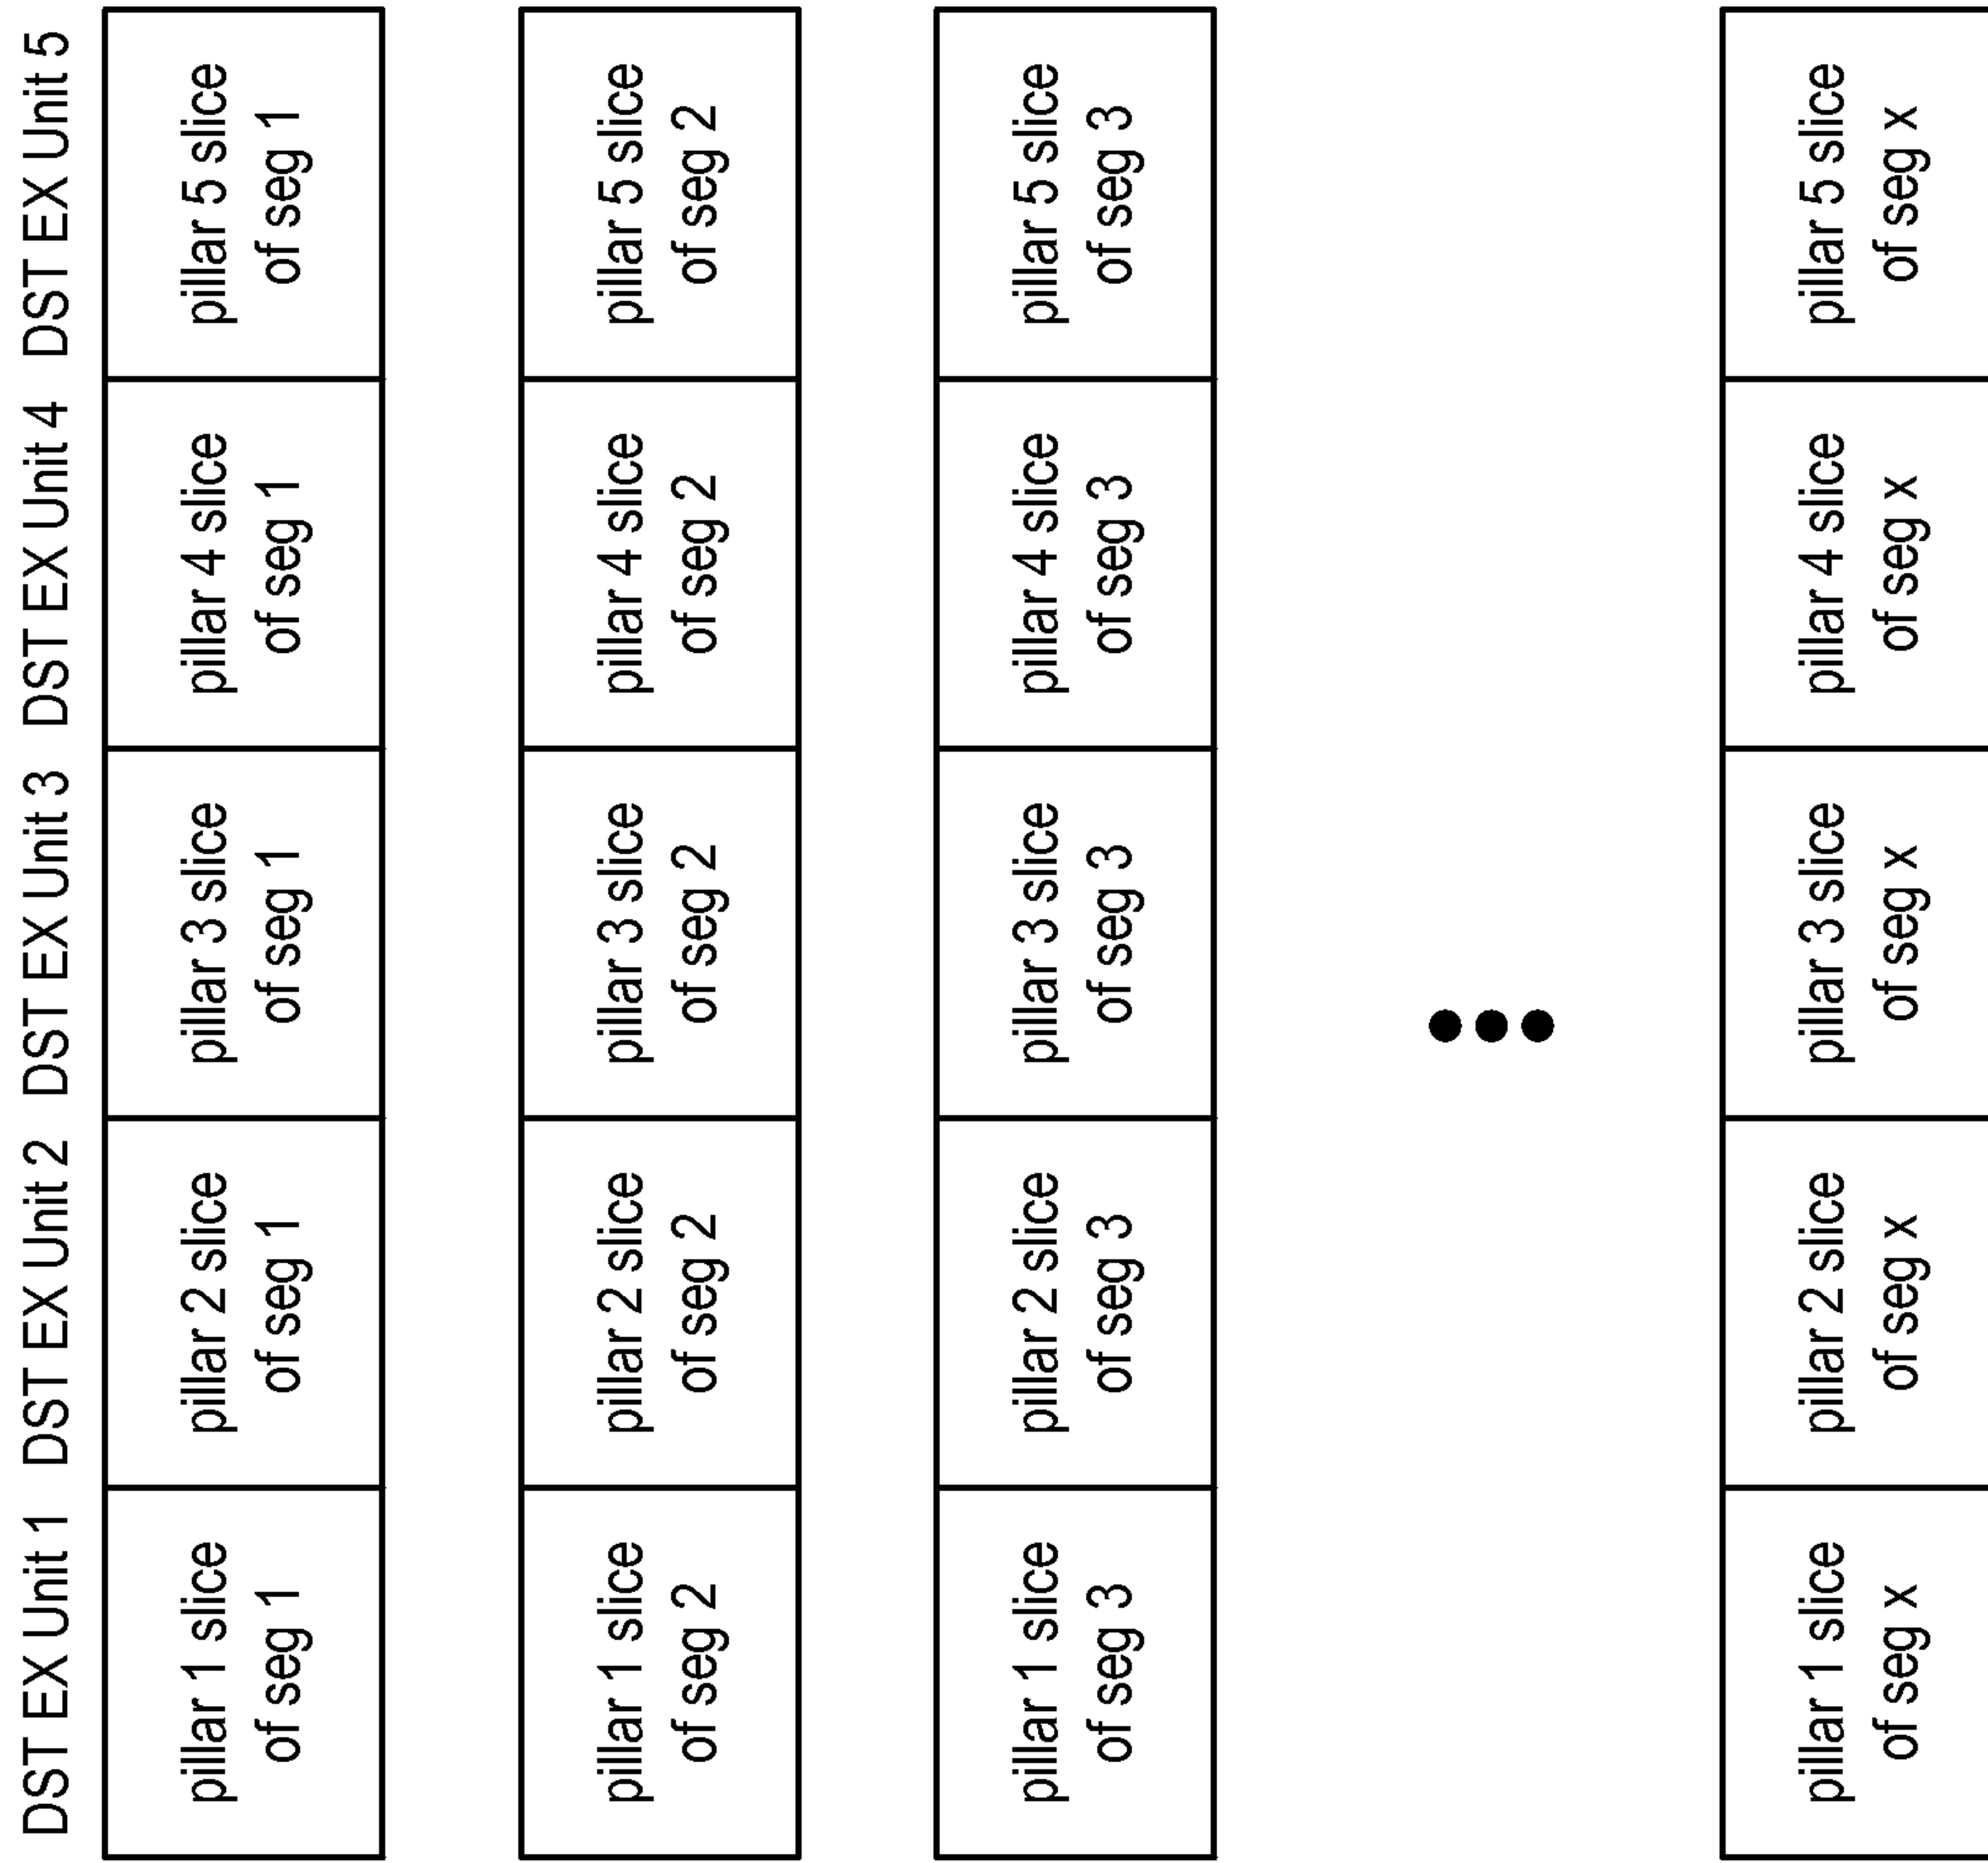 DST EX Unit 1 DST EX Unit 2 DST EX Unit 3 DST EX Unit 4 DST EX Unit 5
pillar 1 slice
of seg 1
pillar 2 slice
of seg 1
pillar 3 slice
of seg 1
pillar 4 slice
of seg 1
pillar 5 slice
of seg 1
pillar 1 slice
of seg 2
pillar 2 slice
of seg 2
pillar 3 slice
of seg 2
pillar 4 slice
of seg 2
pillar 5 slice
of seg 2
pillar 1 slice
of seg 3
pillar 2 slice
of seg 3
pillar 3 slice
of seg 3
pillar 4 slice
of seg 3
pillar 5 slice
of seg 3
pillar 1 slice
of seg x
pillar 2 slice
of seg x
pillar 3 slice
of seg x
pillar 4 slice
of seg x
pillar 5 slice
of seg x